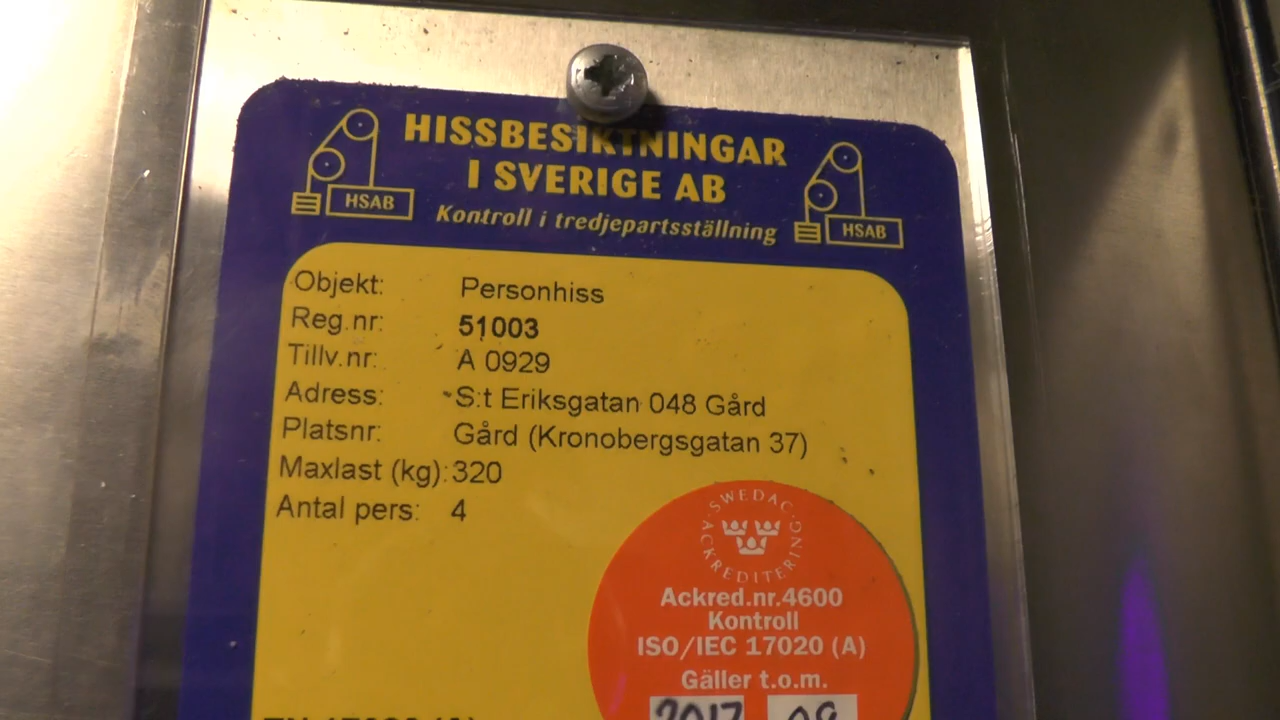 HISSBESIKTNINGAR
I SVERIGE AB
Kontroll i tredjepartsställning
HSAB
HSAB
Objekt: Personhiss
Reg.nr: 51003
Tillv.nr: A 0929
Adress: S:t Eriksgatan 048 Gård
Platsnr: Gård (Kronobergsgatan 37)
Maxlast (kg): 320
Antal pers: 4
SWEDAC
ACKREDITERING
Ackred.nr.4600
Kontroll
ISO/IEC 17020 (A)
Gäller t.o.m.
2017 09